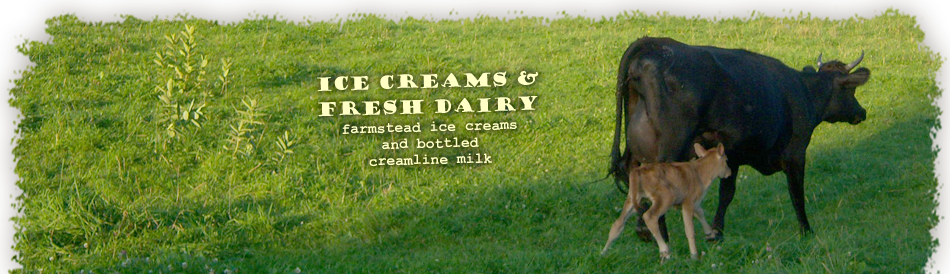 ICE CREAMS &
FRESH DAIRY
farmstead ice creams
and bottled
creamline milk